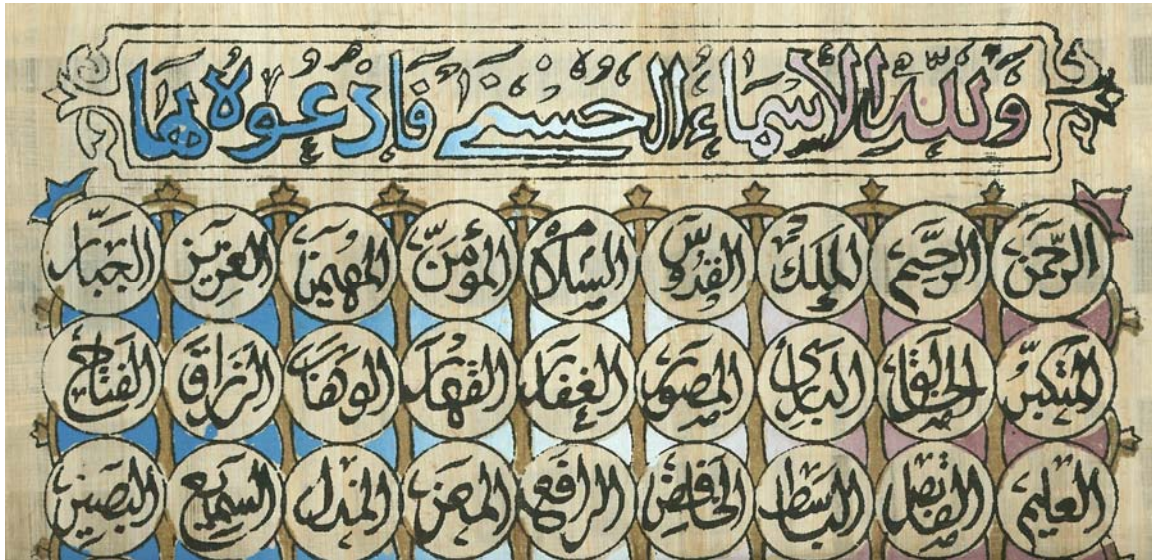 ولله الأسماء الحسنى فادعوه بها
الرحمن الرحيم الملك القدوس السلام المؤمن المهيمن العزيز الجبار
المتكبر الخالق البارئ المصور الغفار القهار الوهاب الرزاق الفتاح
العليم القابض الباسط الخافض الرافع المعز المذل السميع البصير